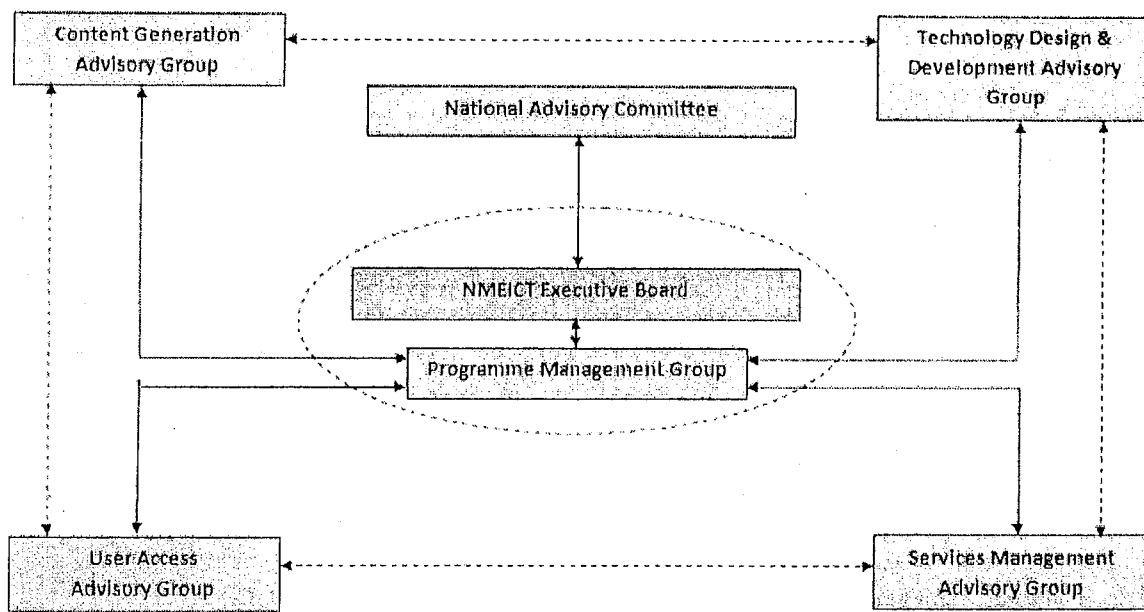 Content Generation
Advisory Group
Technology Design &
Development Advisory
Group
National Advisory Committee
NMEICT Executive Board
Programme Management Group
User Access
Advisory Group
Services Management
Advisory Group